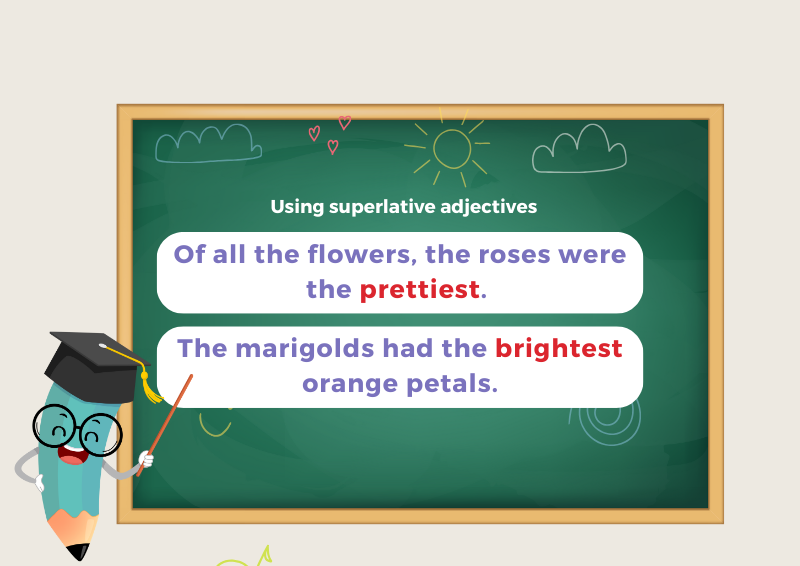 Using superlative adjectives
Of all the flowers, the roses were
the prettiest.
The marigolds had the brightest
orange petals.